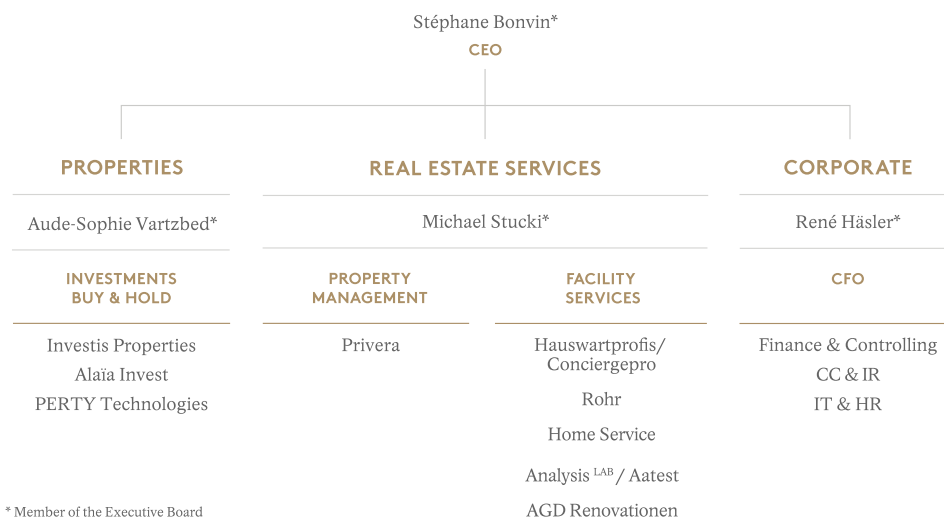 Stéphane Bonvin*
CEO
PROPERTIES
Aude-Sophie Vartzbed*
INVESTMENTS
BUY & HOLD
Investis Properties
Alaïa Invest
PERTY Technologies
REAL ESTATE SERVICES
Michael Stucki*
PROPERTY
MANAGEMENT
Privera
FACILITY
SERVICES
Hauswartprofis/
Conciergepro
Rohr
Home Service
Analysis LAB / Aatest
AGD Renovationen
CORPORATE
René Häsler*
CFO
Finance & Controlling
CC & IR
IT & HR
* Member of the Executive Board